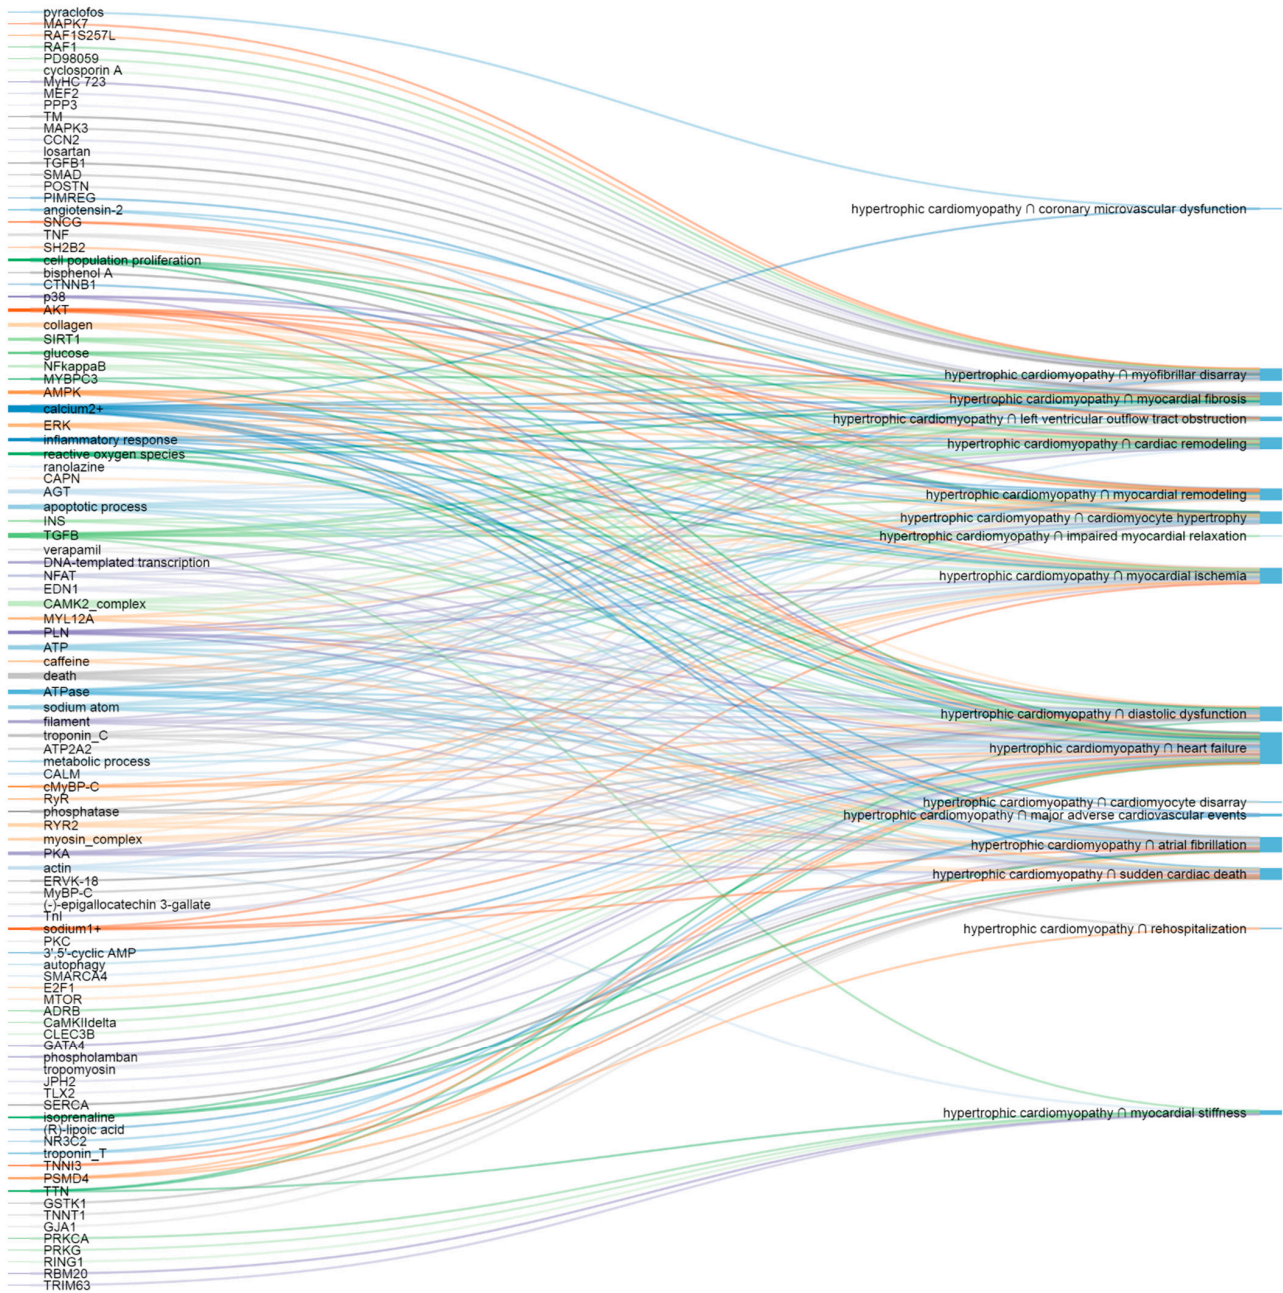 pyraclofos
MAPK7
RAF1S257L
RAF1
PD98059
cyclosporin A
MyHC 723
MEF2
PPP3
TM
MAPK3
CCN2
losartan
TGFB1
SMAD
POSTN
PIMREG
angiotensin-2
SNCG
TNF
SH2B2
cell population proliferation
bisphenol A
CTNNB1
p38
AKT
collagen
SIRT1
glucose
NFkappaB
MYBPC3
AMPK
calcium2+
ERK
inflammatory response
reactive oxygen species
ranolazine
CAPN
AGT
apoptotic process
INS
TGFB
verapamil
DNA-templated transcription
NFAT
EDN1
CAMK2_complex
MYL12A
PLN
ATP
caffeine
death
ATPase
sodium atom
filament
troponin_C
ATP2A2
metabolic process
CALM
cMyBP-C
RyR
phosphatase
RYR2
myosin_complex
PKA
actin
ERVK-18
MyBP-C
(-)-epigallocatechin 3-gallate
TnI
sodium1+
PKC
3',5'-cyclic AMP
autophagy
SMARCA4
E2F1
MTOR
ADRB
CaMKIIdelta
CLEC3B
GATA4
phospholamban
tropomyosin
JPH2
TLX2
SERCA
isoprenaline
(R)-lipoic acid
NR3C2
troponin_T
TNNI3
PSMD4
TTN
GSTK1
TNNT1
GJA1
PRKCA
PRKG
RING1
RBM20
TRIM63
hypertrophic cardiomyopathy ∩ coronary microvascular dysfunction
hypertrophic cardiomyopathy ∩ myofibrillar disarray
hypertrophic cardiomyopathy ∩ myocardial fibrosis
hypertrophic cardiomyopathy ∩ left ventricular outflow tract obstruction
hypertrophic cardiomyopathy ∩ cardiac remodeling
hypertrophic cardiomyopathy ∩ myocardial remodeling
hypertrophic cardiomyopathy ∩ cardiomyocyte hypertrophy
hypertrophic cardiomyopathy ∩ impaired myocardial relaxation
hypertrophic cardiomyopathy ∩ myocardial ischemia
hypertrophic cardiomyopathy ∩ diastolic dysfunction
hypertrophic cardiomyopathy ∩ heart failure
hypertrophic cardiomyopathy ∩ cardiomyocyte disarray
hypertrophic cardiomyopathy ∩ major adverse cardiovascular events
hypertrophic cardiomyopathy ∩ atrial fibrillation
hypertrophic cardiomyopathy ∩ sudden cardiac death
hypertrophic cardiomyopathy ∩ rehospitalization
hypertrophic cardiomyopathy ∩ myocardial stiffness